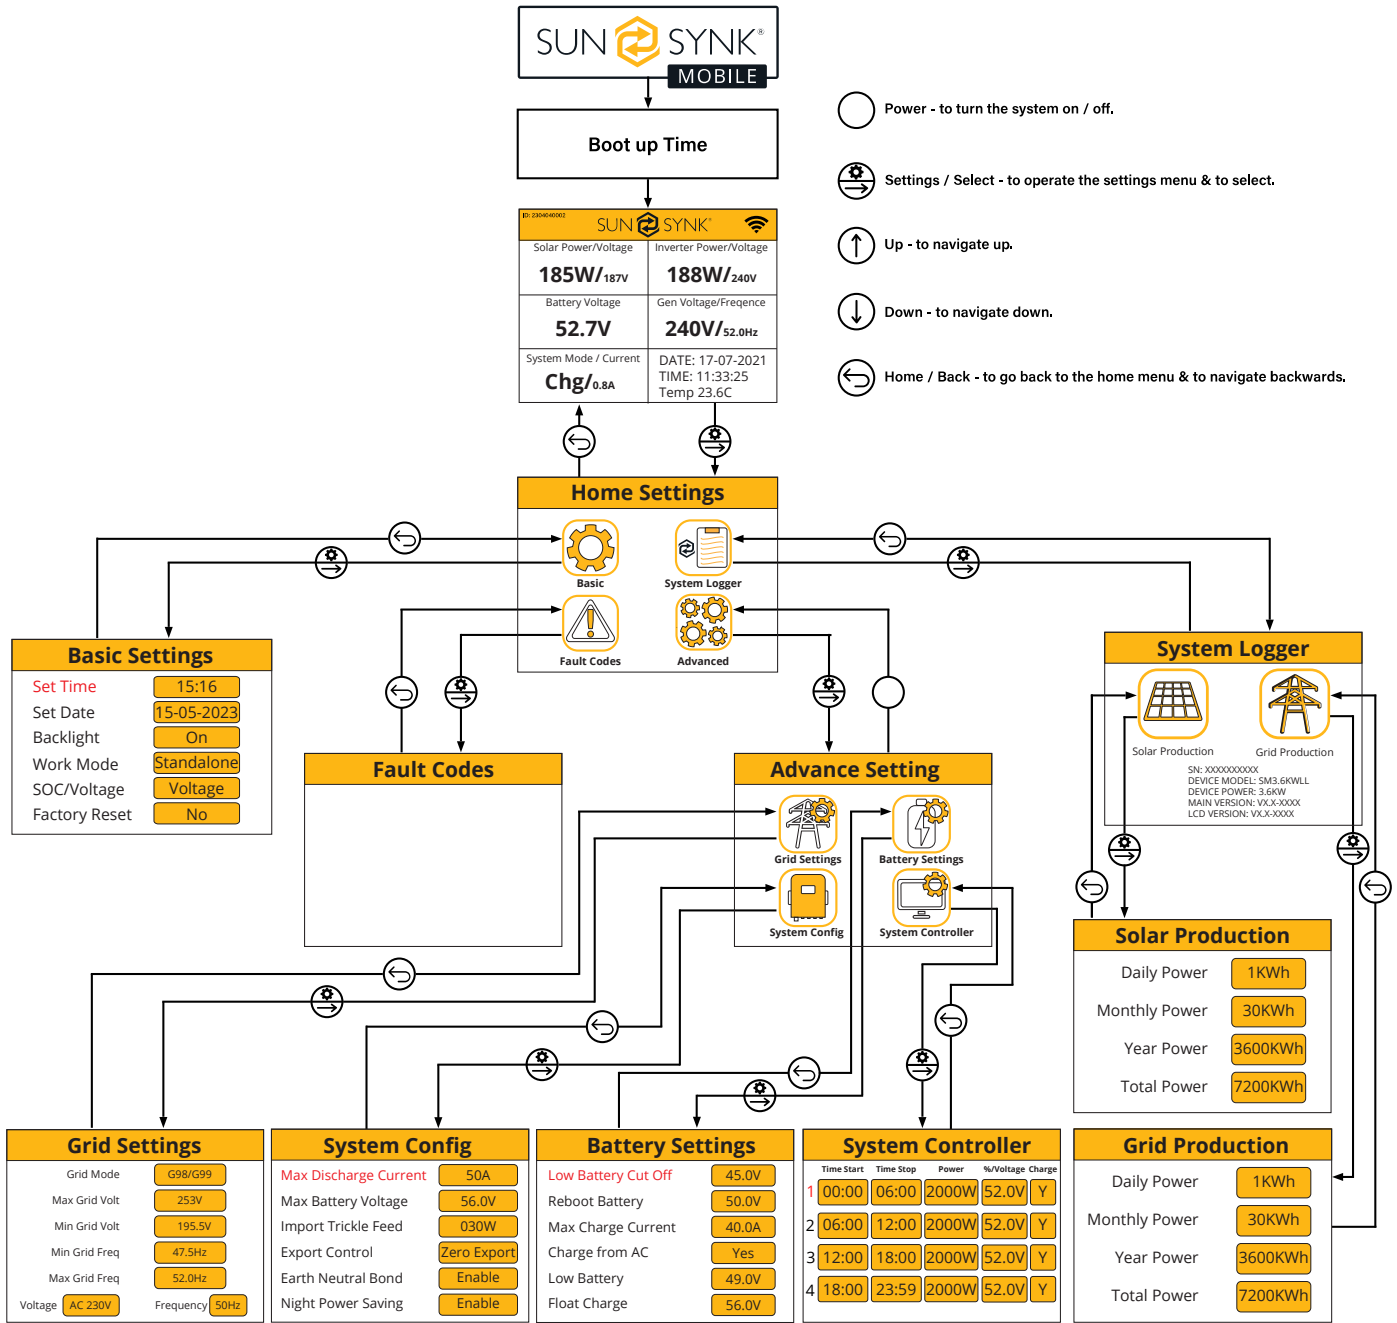 SUN SYNK®
MOBILE
Boot up Time
Power - to turn the system on / off.
Settings / Select - to operate the settings menu & to select.
Up - to navigate up.
Down - to navigate down.
Home / Back - to go back to the home menu & to navigate backwards.
ID: 2304040002
SUN SYNK®
Solar Power/Voltage
185W/187V
Inverter Power/Voltage
188W/240V
Battery Voltage
52.7V
Gen Voltage/Freqence
240V/52.0Hz
System Mode / Current
Chg/0.8A
DATE: 17-07-2021
TIME: 11:33:25
Temp 23.6C
Home Settings
Basic
System Logger
Fault Codes
Advanced
Basic Settings
Set Time 15:16
Set Date 15-05-2023
Backlight On
Work Mode Standalone
SOC/Voltage Voltage
Factory Reset No
Fault Codes
Advance Setting
Grid Settings
Battery Settings
System Config
System Controller
System Logger
Solar Production
Grid Production
SN: XXXXXXXXXX
DEVICE MODEL: SM3.6KWLL
DEVICE POWER: 3.6KW
MAIN VERSION: VX.X-XXXX
LCD VERSION: VX.X-XXXX
Solar Production
Daily Power 1KWh
Monthly Power 30KWh
Year Power 3600KWh
Total Power 7200KWh
Grid Settings
Grid Mode G98/G99
Max Grid Volt 253V
Min Grid Volt 195.5V
Min Grid Freq 47.5Hz
Max Grid Freq 52.0Hz
Voltage AC 230V Frequency 50Hz
System Config
Max Discharge Current 50A
Max Battery Voltage 56.0V
Import Trickle Feed 030W
Export Control Zero Export
Earth Neutral Bond Enable
Night Power Saving Enable
Battery Settings
Low Battery Cut Off 45.0V
Reboot Battery 50.0V
Max Charge Current 40.0A
Charge from AC Yes
Low Battery 49.0V
Float Charge 56.0V
System Controller
Time Start Time Stop Power %/Voltage Charge
1 00:00 06:00 2000W 52.0V Y
2 06:00 12:00 2000W 52.0V Y
3 12:00 18:00 2000W 52.0V Y
4 18:00 23:59 2000W 52.0V Y
Grid Production
Daily Power 1KWh
Monthly Power 30KWh
Year Power 3600KWh
Total Power 7200KWh